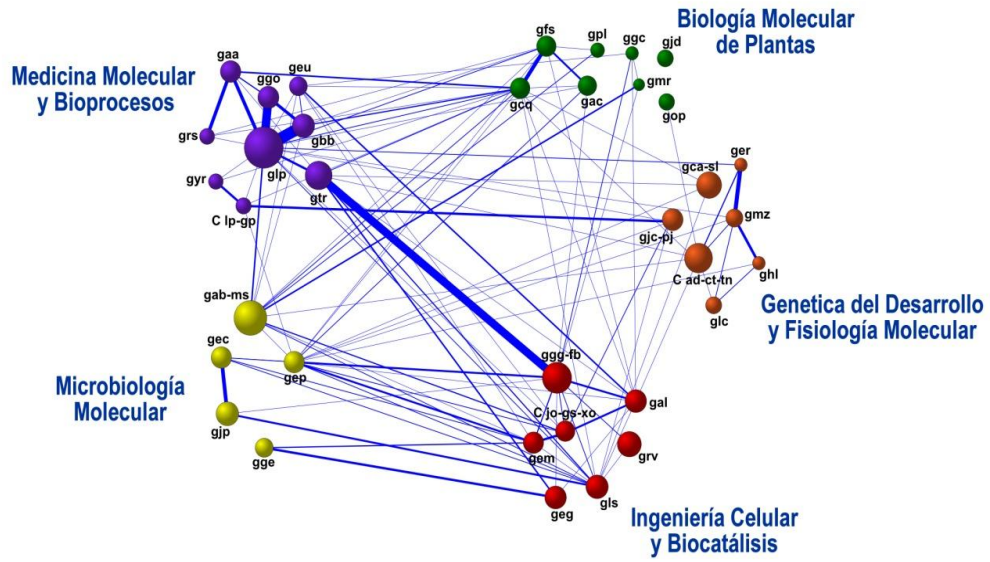 Biología Molecular
de Plantas
gfs
gpl
ggc
gjd
gcq
gac
gmr
gop
Medicina Molecular
y Bioprocesos
gaa
ggo
geu
grs
gbb
glp
gtr
gyr
C lp-gp
ger
gca-sl
gmz
gjc-pj
C ad-ct-tn
ghl
glc
Genetica del Desarrollo
y Fisiología Molecular
gab-ms
gec
gep
Microbiología
Molecular
gjp
gge
ggg-fb
gal
C jo-gs-xo
gem
grv
gls
geg
Ingeniería Celular
y Biocatálisis